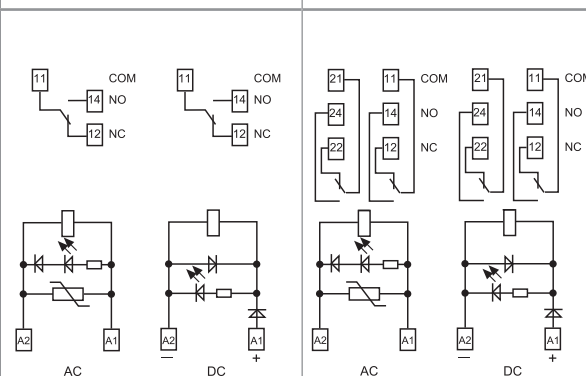 11 COM 11 COM 21 11 COM 21 11 COM
14 NO 14 NO 24 14 NO 24 14 NO
12 NC 12 NC 22 12 NC 22 12 NC
A2 A1 A2 A1 A2 A1 A2 A1
— + — +
AC DC AC DC